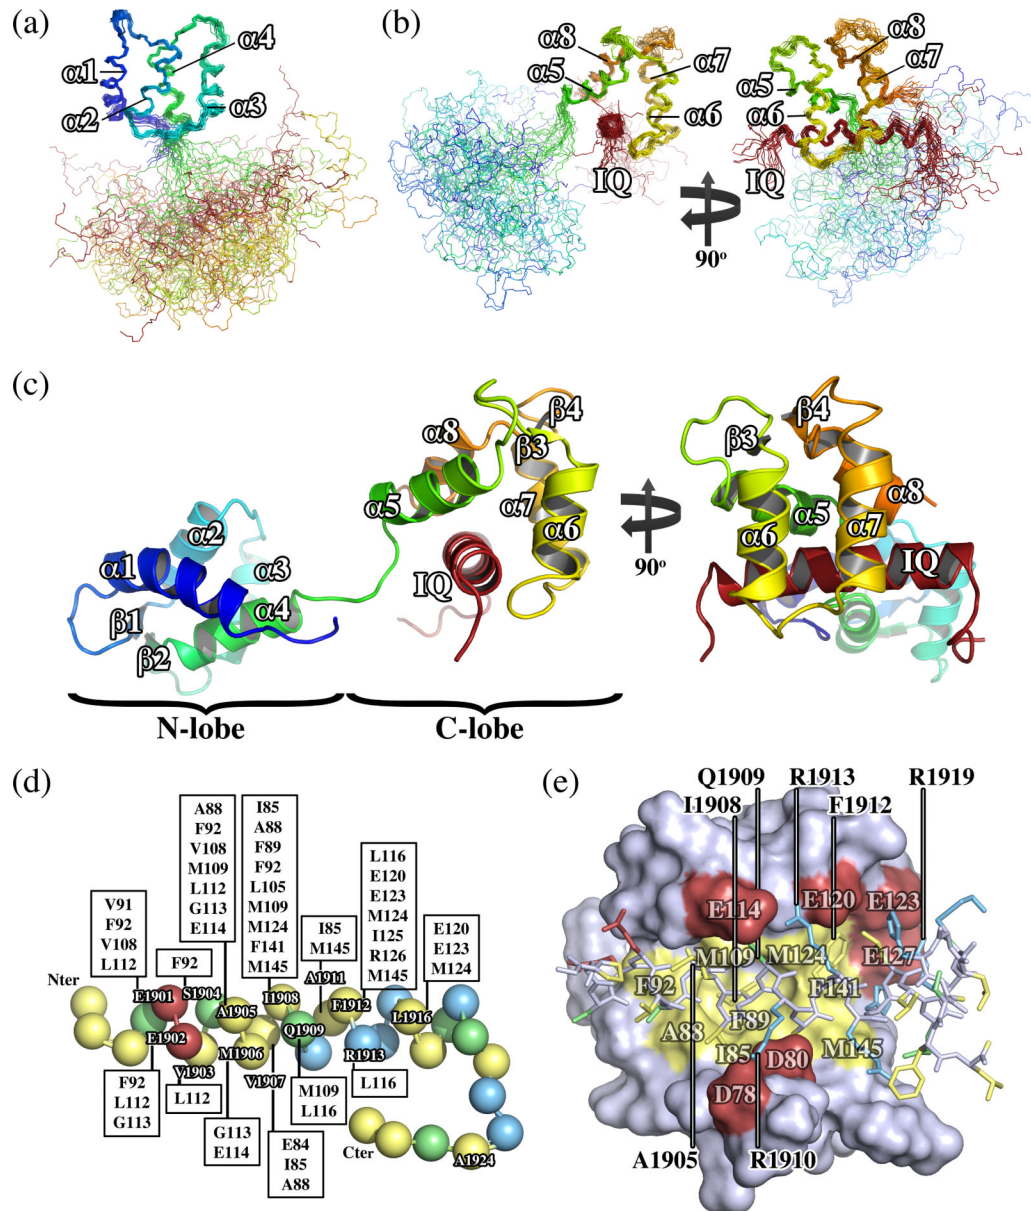 (a)
α1
α2
α4
α3
(b)
α8
α5
α7
α6
IQ
90°
α8
α7
α5
α6
IQ
(c)
α2
α1
α3
α4
β1
β2
N-lobe
α8
β4
β3
α5
α7
α6
IQ
C-lobe
90°
β3
β4
α8
α5
α6
α7
IQ
(d)
V91
F92
V108
L112
F92
A88
F92
V108
M109
L112
G113
E114
I85
A88
F89
F92
L105
M109
M124
F141
M145
I85
M145
L116
E120
E123
M124
I125
R126
M145
E120
E123
M124
Nter
E1901
S1904
A1905
I1908
A1911
F1912
L1916
E1902
V1903
M1906
V1907
Q1909
R1913
F92
L112
G113
L112
G113
E114
E84
I85
A88
M109
L116
L116
Cter
A1924
(e)
Q1909
R1913
R1919
I1908
F1912
E114
E120
E123
M109
M124
E127
F92
F141
A88
F89
I85
M145
D80
D78
A1905
R1910